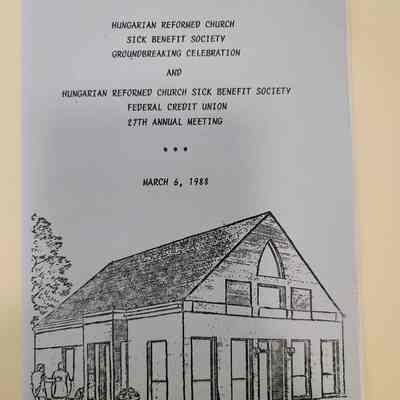 HUNGARIAN REFORMED CHURCH
SICK BENEFIT SOCIETY
GROUNDBREAKING CELEBRATION
AND
HUNGARIAN REFORMED CHURCH SICK BENEFIT SOCIETY
FEDERAL CREDIT UNION
27TH ANNUAL MEETING
* * *
MARCH 6, 1988